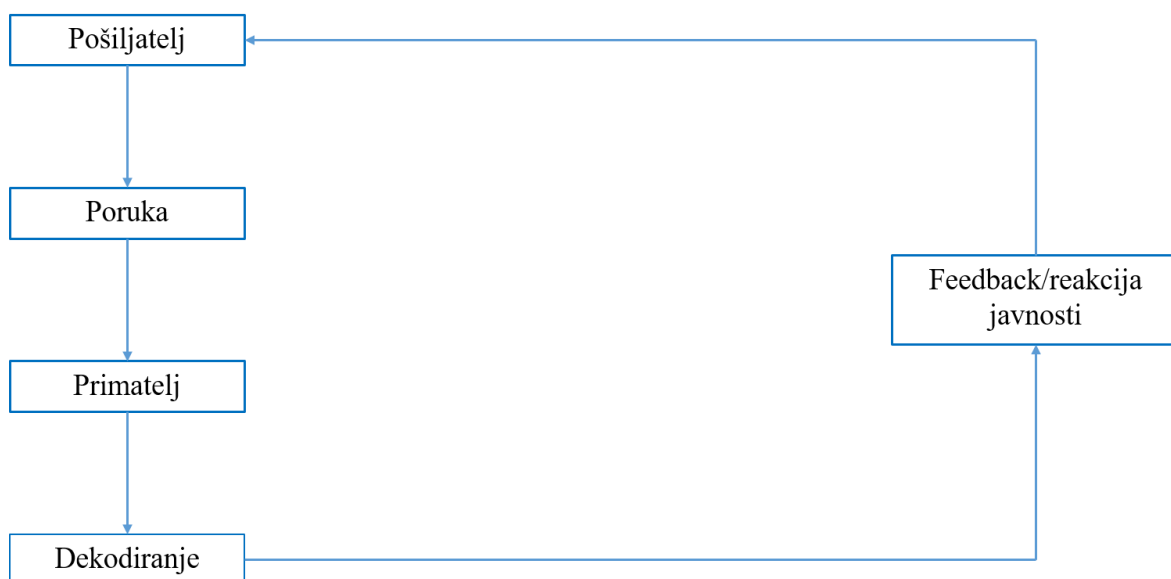 Pošiljatelj
Poruka
Feedback/reakcija
javnosti
Primatelj
Dekodiranje